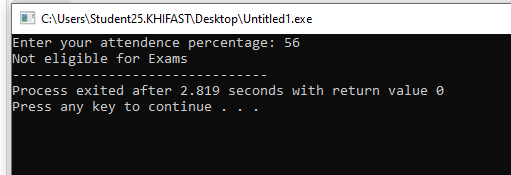 C:\Users\Student25.KHIFAST\Desktop\Untitled1.exe
Enter your attendence percentage: 56
Not eligible for Exams
--------------------------------
Process exited after 2.819 seconds with return value 0
Press any key to continue . . .